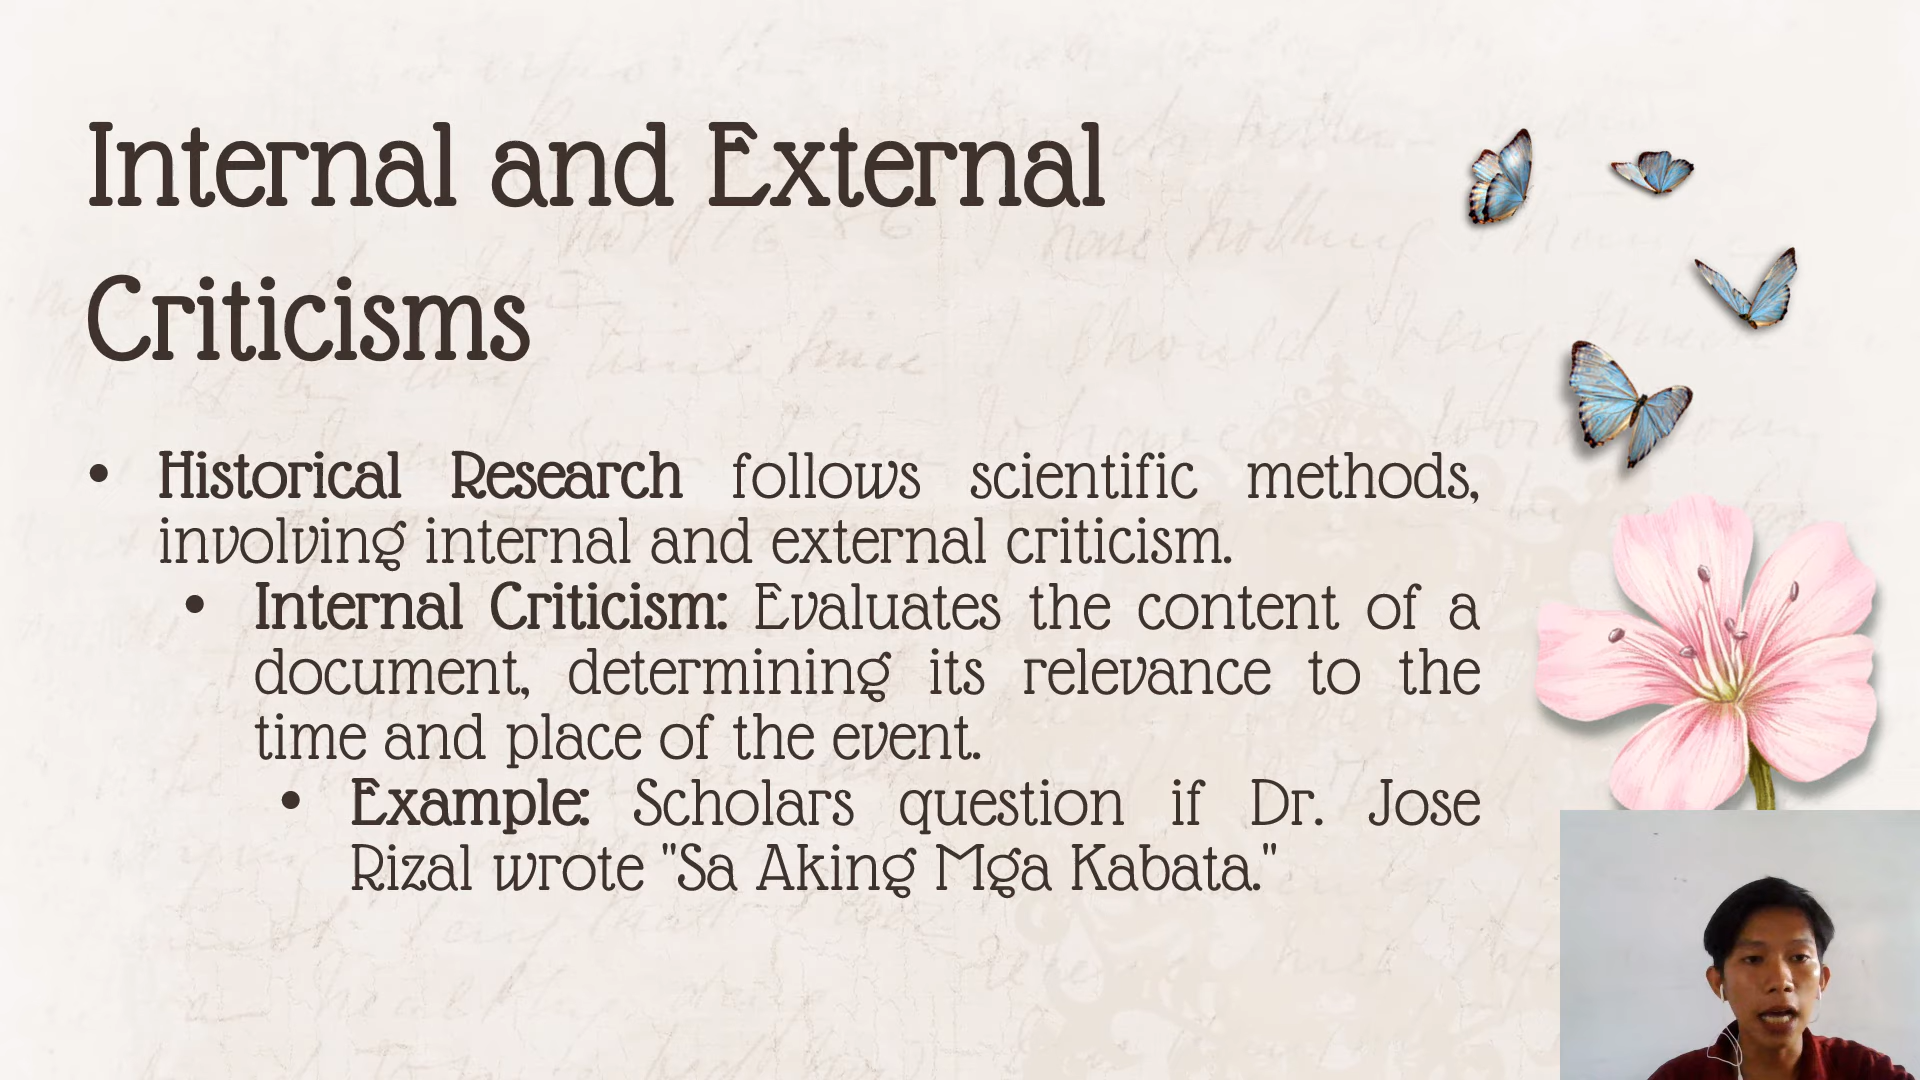 Internal and External
Criticisms
• Historical Research follows scientific methods,
involving internal and external criticism.
• Internal Criticism: Evaluates the content of a
document, determining its relevance to the
time and place of the event.
• Example: Scholars question if Dr. Jose
Rizal wrote "Sa Aking Mga Kabata."